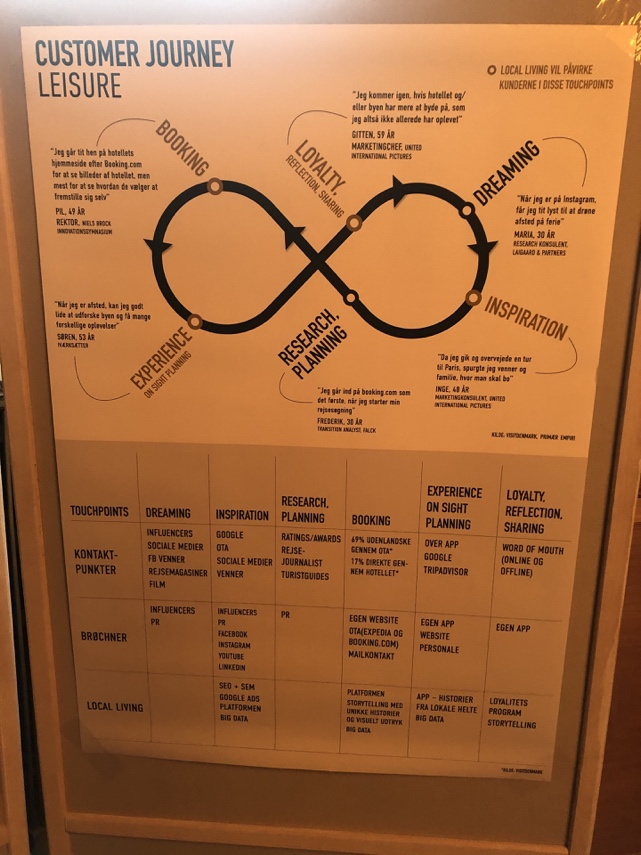 CUSTOMER JOURNEY
LEISURE
LOCAL LIVING VIL PÅVIRKE
KUNDERNE I DISSE TOUCHPOINTS
"Jeg kommer igen, hvis hotellet og/
eller byen har mere at byde på, som
jeg altså ikke allerede har oplevet"
GITTEN, 59 ÅR
MARKETINGCHEF, UNITED
INTERNATIONAL PICTURES
BOOKING
"Jeg går tit hen på hotellets
hjemmeside efter Booking.com
for at se billeder af hotellet, men
mest for at se hvordan de vælger at
fremstille sig selv"
PIL, 49 ÅR
REKTOR, NIELS BROCK
INNOVATIONSGYMNASIUM
LOYALTY,
REFLECTION, SHARING
DREAMING
"Når jeg er på Instagram,
får jeg tit lyst til at drøne
afsted på ferie"
MARIA, 30 ÅR
RESEARCH KONSULENT,
LAIGAARD & PARTNERS
"Når jeg er afsted, kan jeg godt
lide at udforske byen og få mange
forskellige oplevelser"
SØREN, 53 ÅR
IVÆRKSÆTTER
EXPERIENCE
ON SIGHT PLANNING
RESEARCH,
PLANNING
INSPIRATION
"Da jeg gik og overvejede en tur
til Paris, spurgte jeg venner og
familie, hvor man skal bo"
INGE, 48 ÅR
MARKETINGKONSULENT, UNITED
INTERNATIONAL PICTURES
"Jeg går ind på booking.com som
det første, når jeg starter min
rejsesøgning"
FREDERIK, 30 ÅR
TRANSITION ANALYST, FALCK
KILDE: VISITDENMARK, PRIMÆR EMPIRI
TOUCHPOINTS
DREAMING
INSPIRATION
RESEARCH,
PLANNING
BOOKING
EXPERIENCE
ON SIGHT
PLANNING
LOYALTY,
REFLECTION,
SHARING
KONTAKT-
PUNKTER
INFLUENCERS
SOCIALE MEDIER
FB VENNER
REJSEMAGASINER
FILM
GOOGLE
OTA
SOCIALE MEDIER
VENNER
RATINGS/AWARDS
REJSE-
JOURNALIST
TURISTGUIDES
69% UDENLANDSKE
GENNEM OTA*
17% DIREKTE GEN-
NEM HOTELLET*
OVER APP
GOOGLE
TRIPADVISOR
WORD OF MOUTH
(ONLINE OG
OFFLINE)
BRØCHNER
INFLUENCERS
PR
INFLUENCERS
PR
FACEBOOK
INSTAGRAM
YOUTUBE
LINKEDIN
PR
EGEN WEBSITE
OTA(EXPEDIA OG
BOOKING.COM)
MAILKONTAKT
EGEN APP
WEBSITE
PERSONALE
EGEN APP
LOCAL LIVING
SEO + SEM
GOOGLE ADS
PLATFORMEN
BIG DATA
PLATFORMEN
STORYTELLING MED
UNIKKE HISTORIER
OG VISUELT UDTRYK
BIG DATA
APP - HISTORIER
FRA LOKALE HELTE
BIG DATA
LOYALITETS
PROGRAM
STORYTELLING
*KILDE: VISITDENMARK